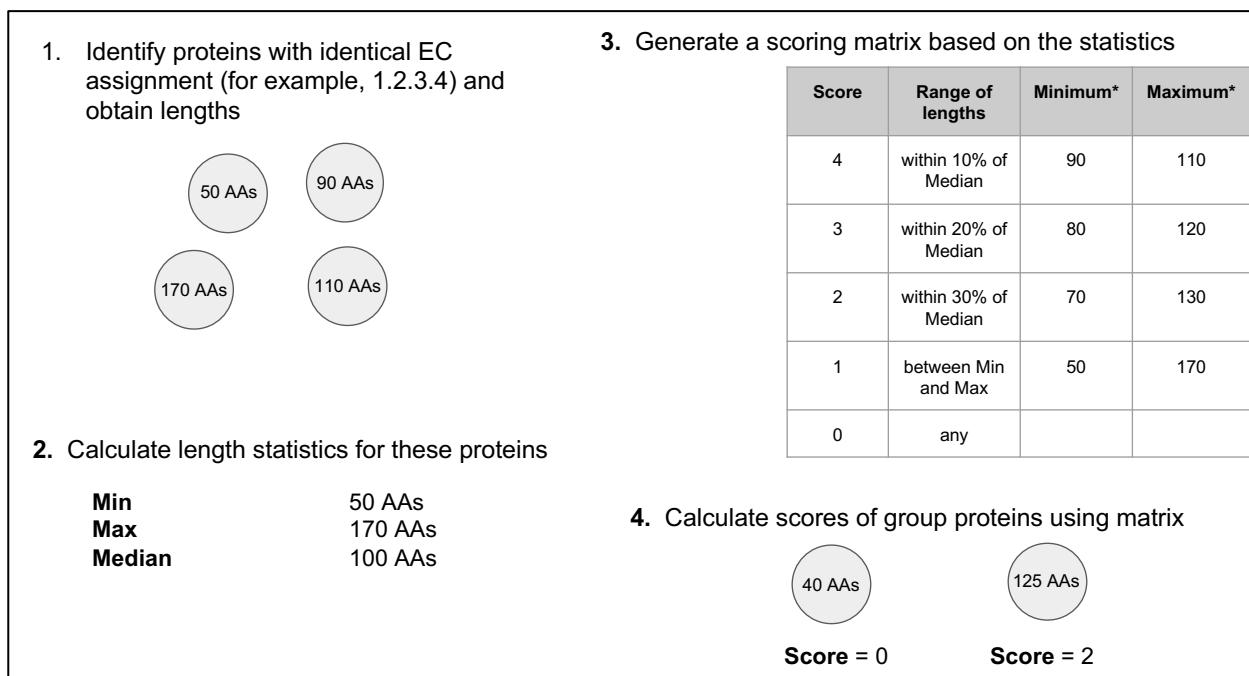 1. Identify proteins with identical EC
assignment (for example, 1.2.3.4) and
obtain lengths
50 AAs
90 AAs
170 AAs
110 AAs
2. Calculate length statistics for these proteins
Min 50 AAs
Max 170 AAs
Median 100 AAs
3. Generate a scoring matrix based on the statistics
Score Range of lengths Minimum* Maximum*
4 within 10% of Median 90 110
3 within 20% of Median 80 120
2 within 30% of Median 70 130
1 between Min and Max 50 170
0 any
4. Calculate scores of group proteins using matrix
40 AAs 125 AAs
Score = 0 Score = 2